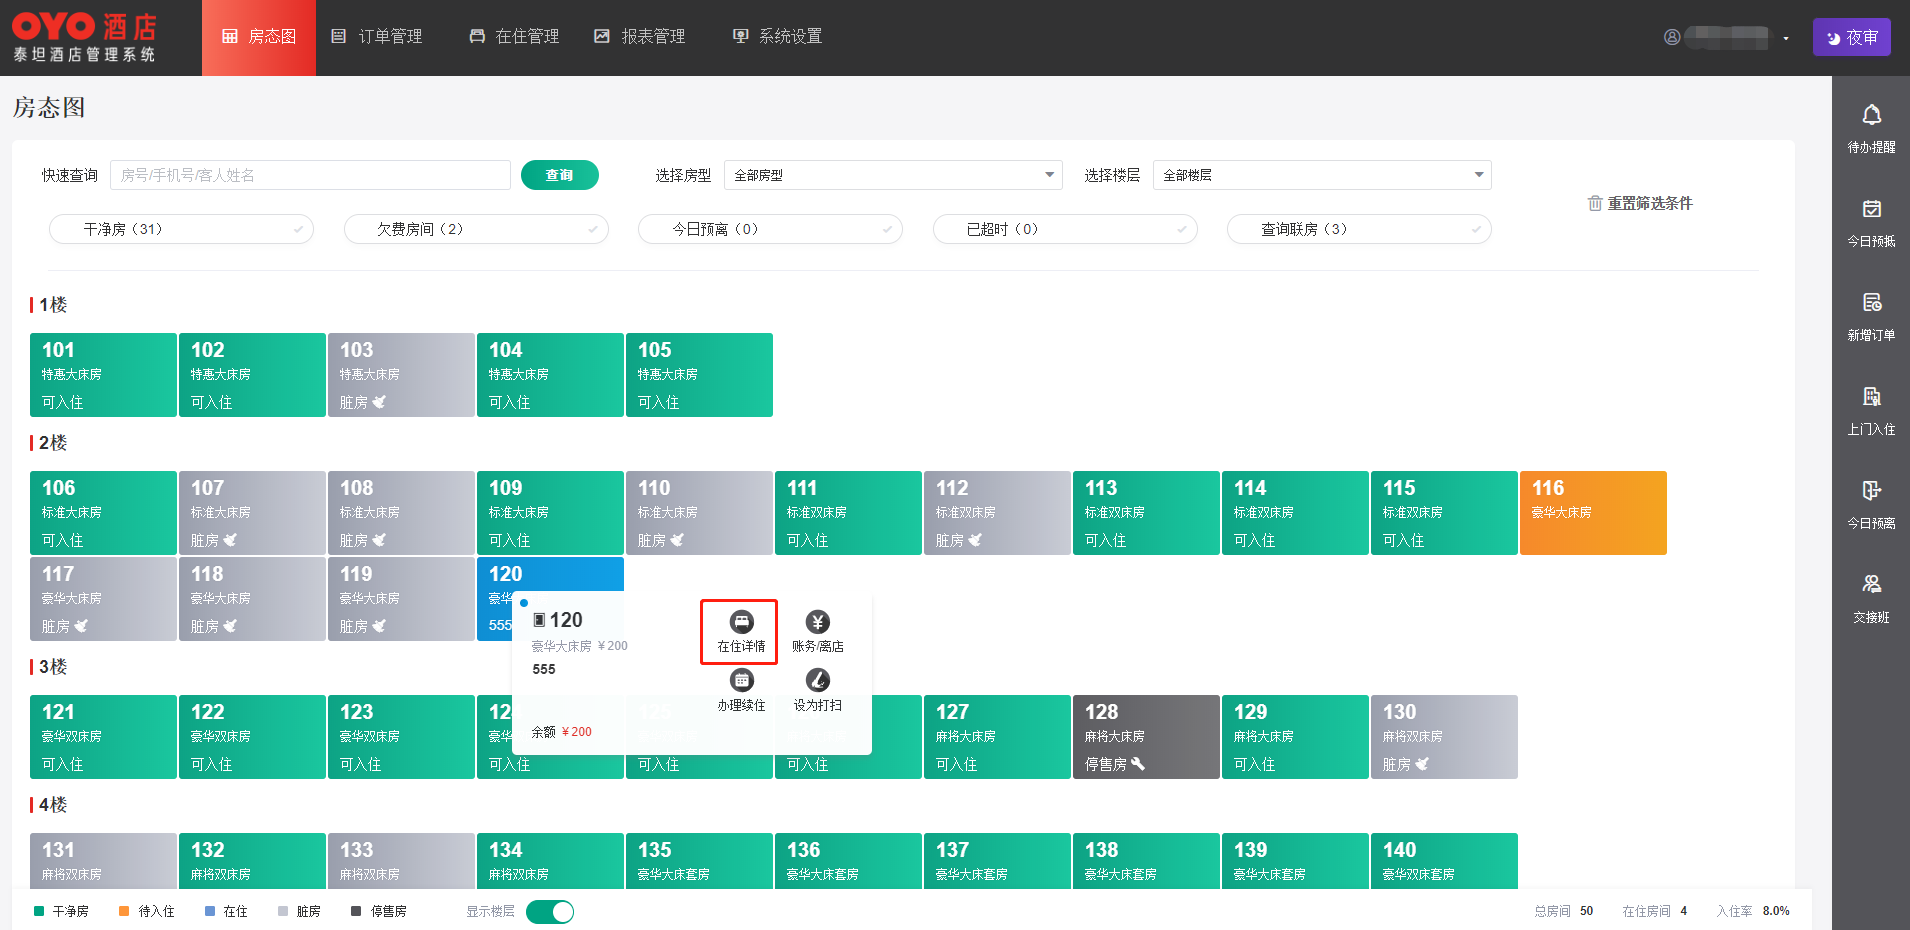 OYO 酒店
泰坦酒店管理系统
房态图
订单管理
在住管理
报表管理
系统设置
夜审
房态图
快速查询
房号/手机号/客人姓名
查询
选择房型
全部房型
选择楼层
全部楼层
重置筛选条件
干净房（31）
欠费房间（2）
今日预离（0）
已超时（0）
查询联房（3）
1楼
101
特惠大床房
可入住
102
特惠大床房
可入住
103
特惠大床房
脏房
104
特惠大床房
可入住
105
特惠大床房
可入住
2楼
106
标准大床房
可入住
107
标准大床房
脏房
108
标准大床房
脏房
109
标准大床房
可入住
110
标准大床房
脏房
111
标准双床房
可入住
112
标准双床房
脏房
113
标准双床房
可入住
114
标准双床房
可入住
115
标准双床房
可入住
116
豪华大床房
117
豪华大床房
脏房
118
豪华大床房
脏房
119
豪华大床房
脏房
120
555
120
豪华大床房 ¥200
555
余额 ¥200
在住详情
账务/离店
办理续住
设为打扫
3楼
121
豪华双床房
可入住
122
豪华双床房
可入住
123
豪华双床房
可入住
可入住
125
可入住
可入住
127
麻将大床房
可入住
128
麻将大床房
停售房
129
麻将大床房
可入住
130
麻将双床房
脏房
4楼
131
麻将双床房
132
麻将双床房
133
麻将双床房
134
麻将双床房
135
豪华大床套房
136
豪华大床套房
137
豪华大床套房
138
豪华大床套房
139
豪华双床套房
140
豪华双床套房
干净房
待入住
在住
脏房
停售房
显示楼层
总房间 50
在住房间 4
入住率 8.0%
待办提醒
今日预抵
新增订单
上门入住
今日预离
交接班